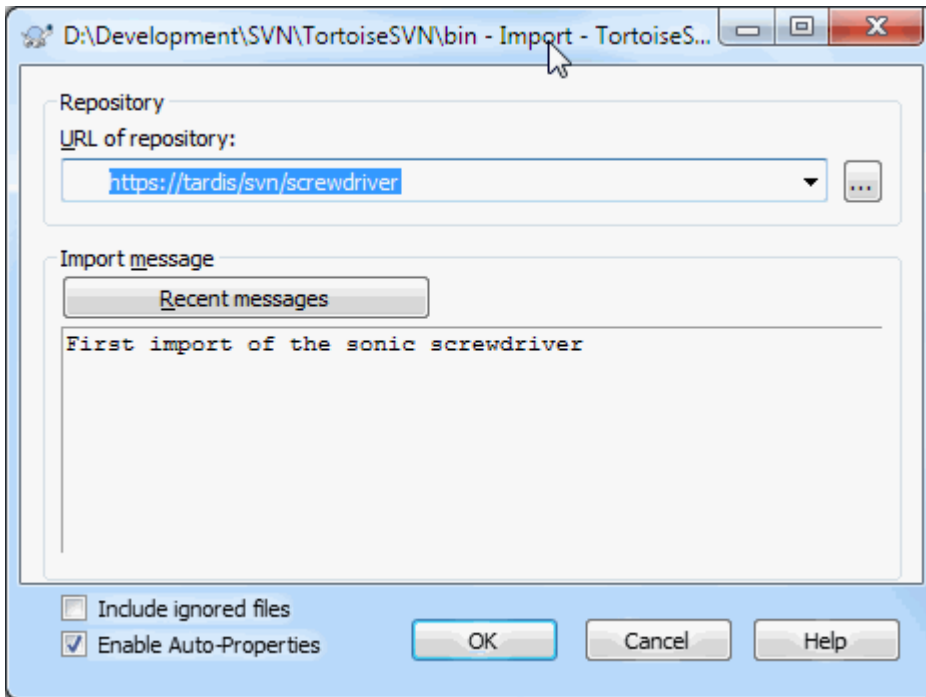 D:\Development\SVN\TortoiseSVN\bin - Import - TortoiseS...
Repository
URL of repository:
https://tardis/svn/screwdriver
...
Import message
Recent messages
First import of the sonic screwdriver
Include ignored files
Enable Auto-Properties
OK Cancel Help